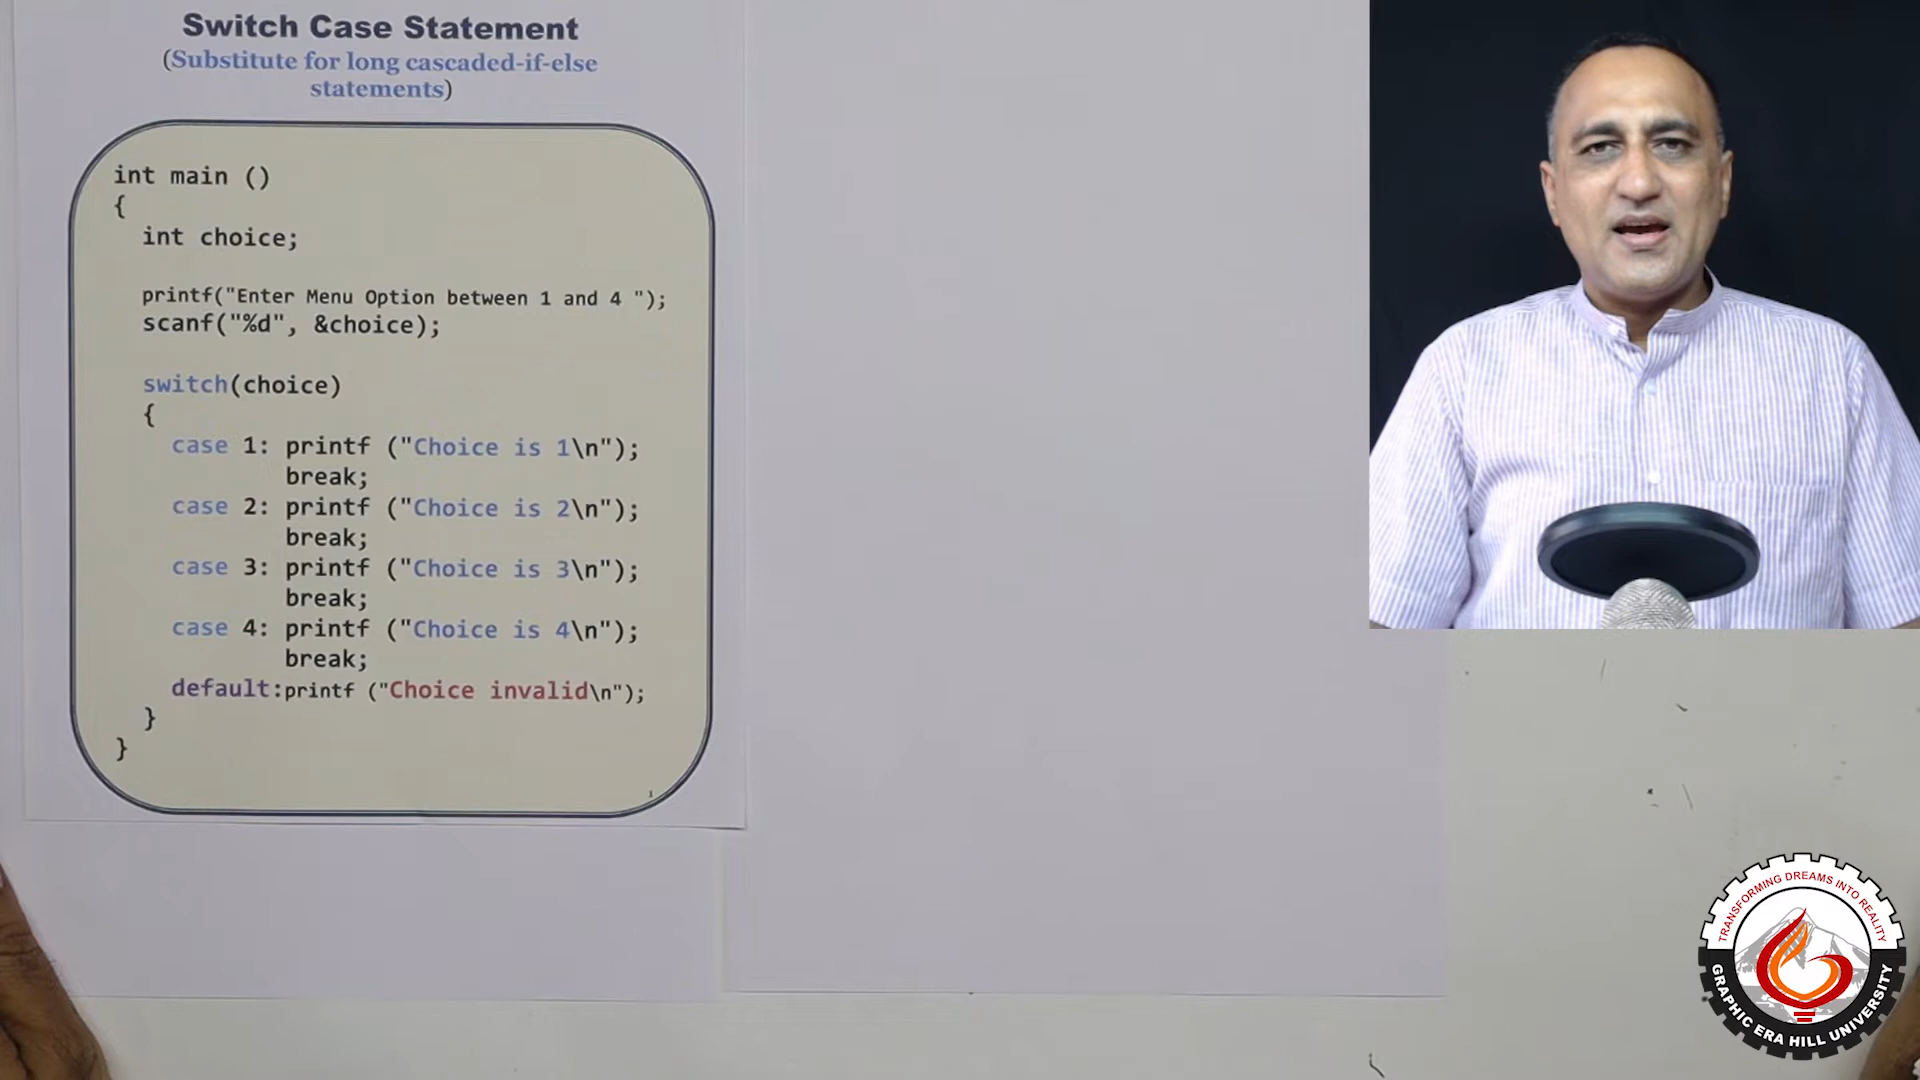 Switch Case Statement
(Substitute for long cascaded-if-else
statements)
int main ()
{
int choice;
printf("Enter Menu Option between 1 and 4 ");
scanf("%d", &choice);
switch(choice)
{
case 1: printf ("Choice is 1\n");
break;
case 2: printf ("Choice is 2\n");
break;
case 3: printf ("Choice is 3\n");
break;
case 4: printf ("Choice is 4\n");
break;
default:printf ("Choice invalid\n");
}
}
1
TRANSFORMING DREAMS INTO REALITY
GRAPHIC ERA HILL UNIVERSITY